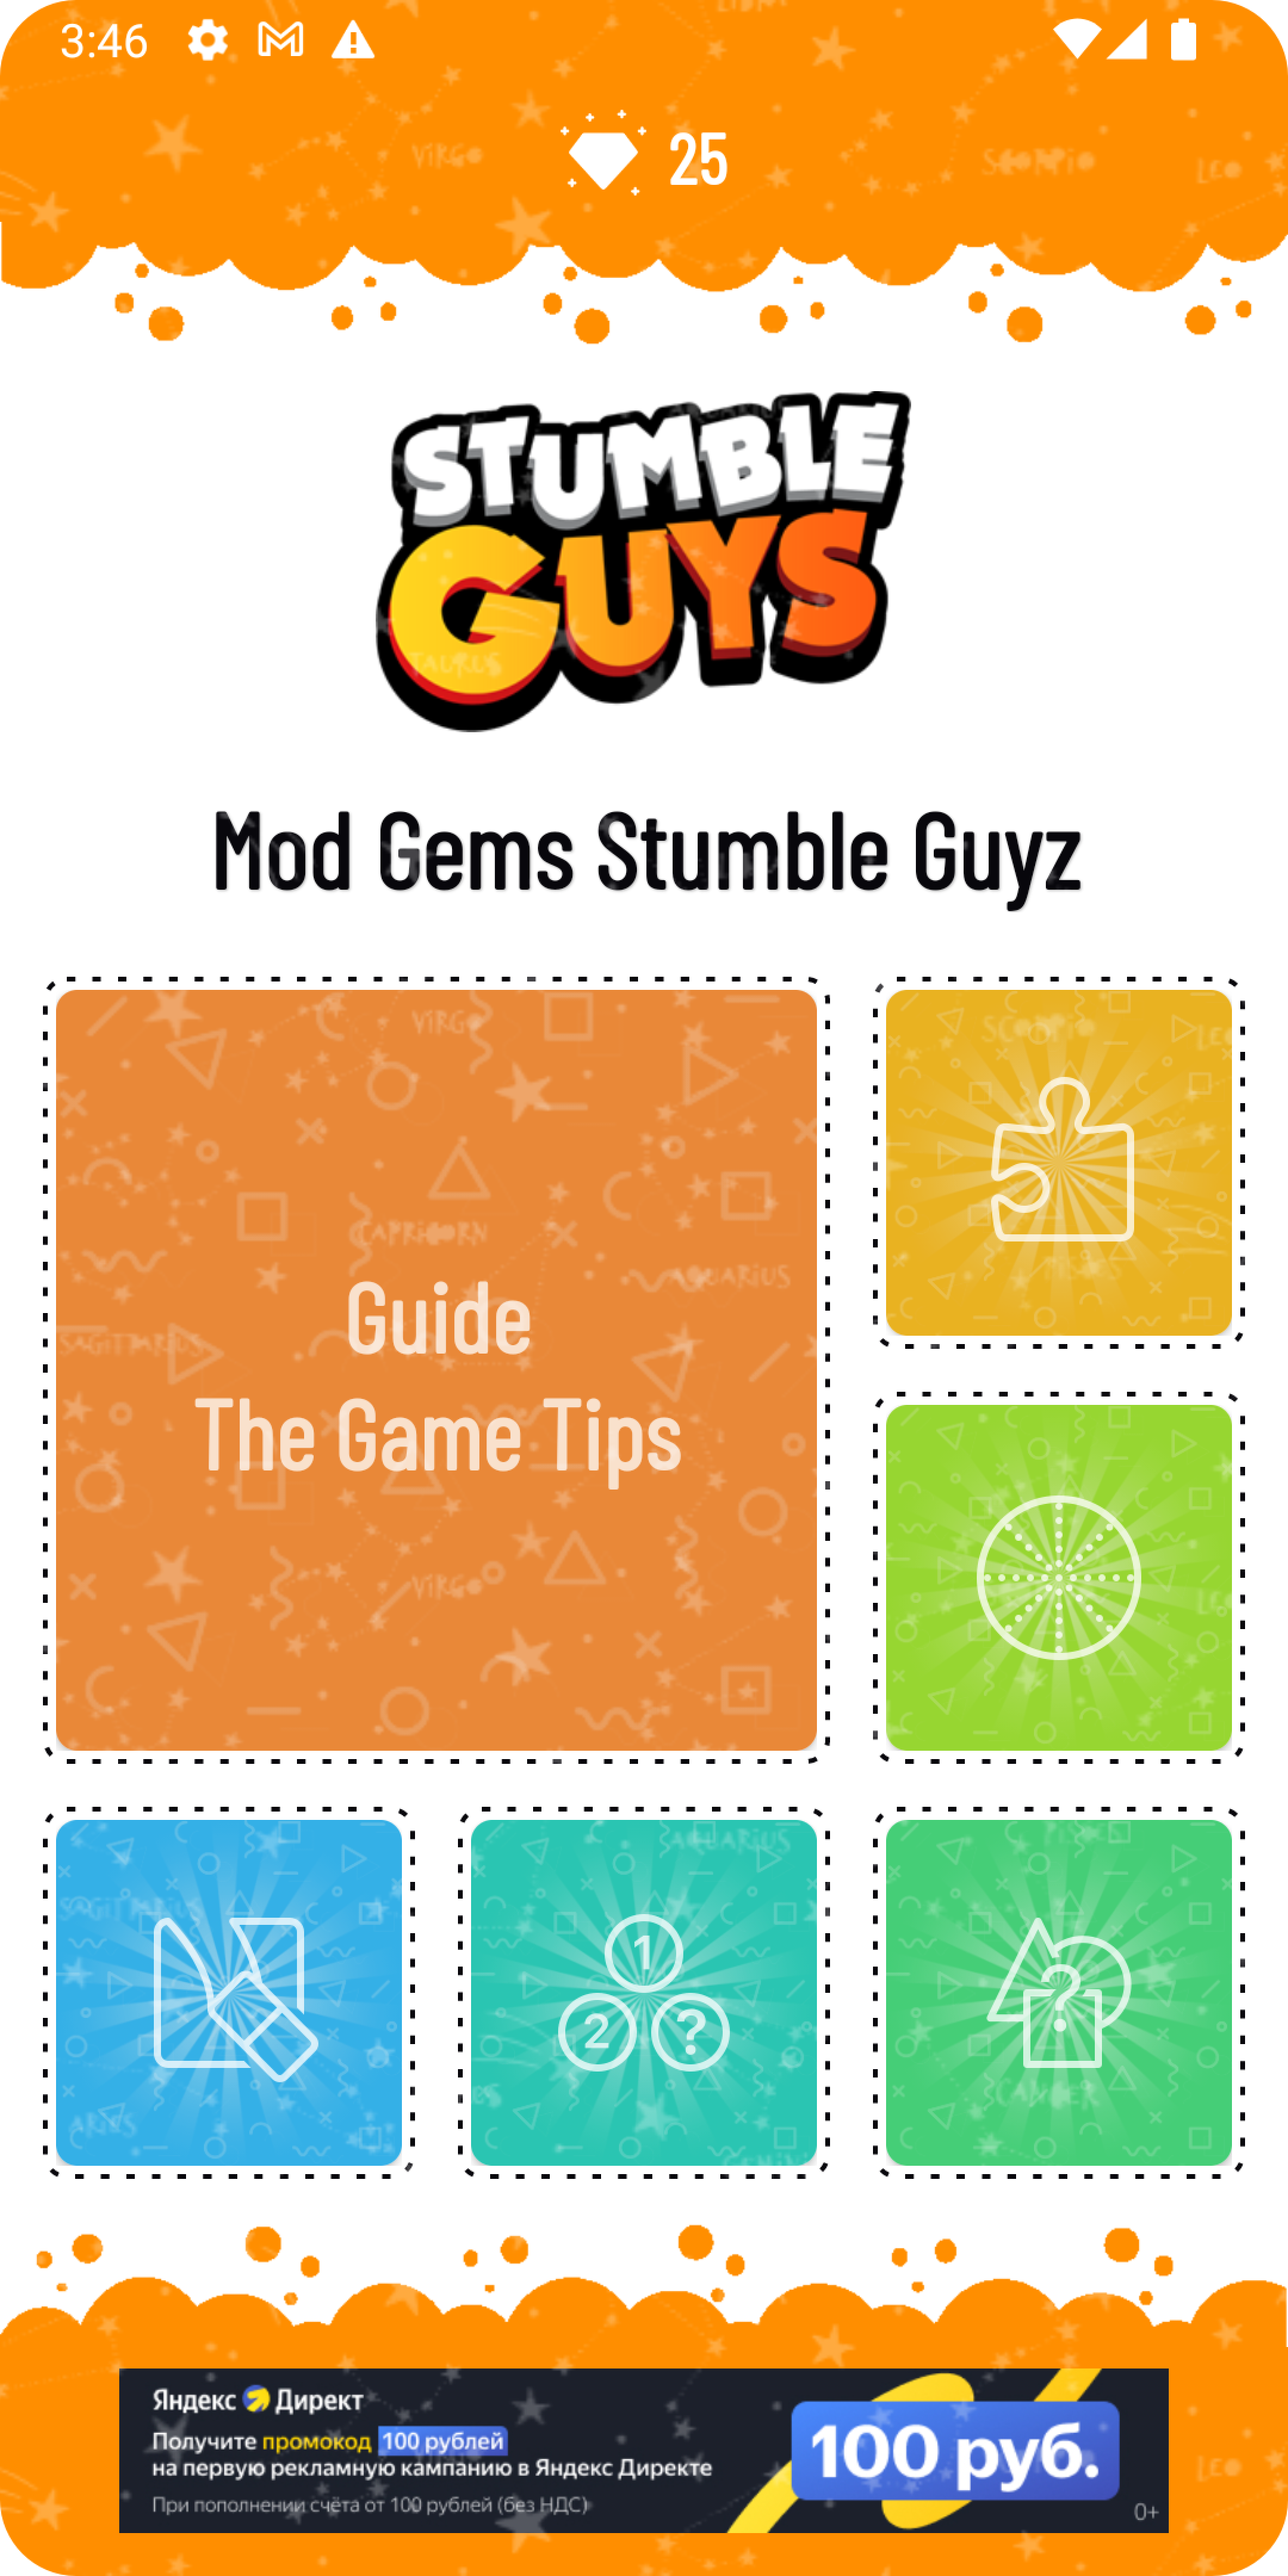 3:46
25
STUMBLE
GUYS
Mod Gems Stumble Guyz
Guide
The Game Tips
1
2 ?
?
Яндекс Директ
Получите промокод 100 рублей
на первую рекламную кампанию в Яндекс Директе
При пополнении счёта от 100 рублей (без НДС)
100 руб.
0+